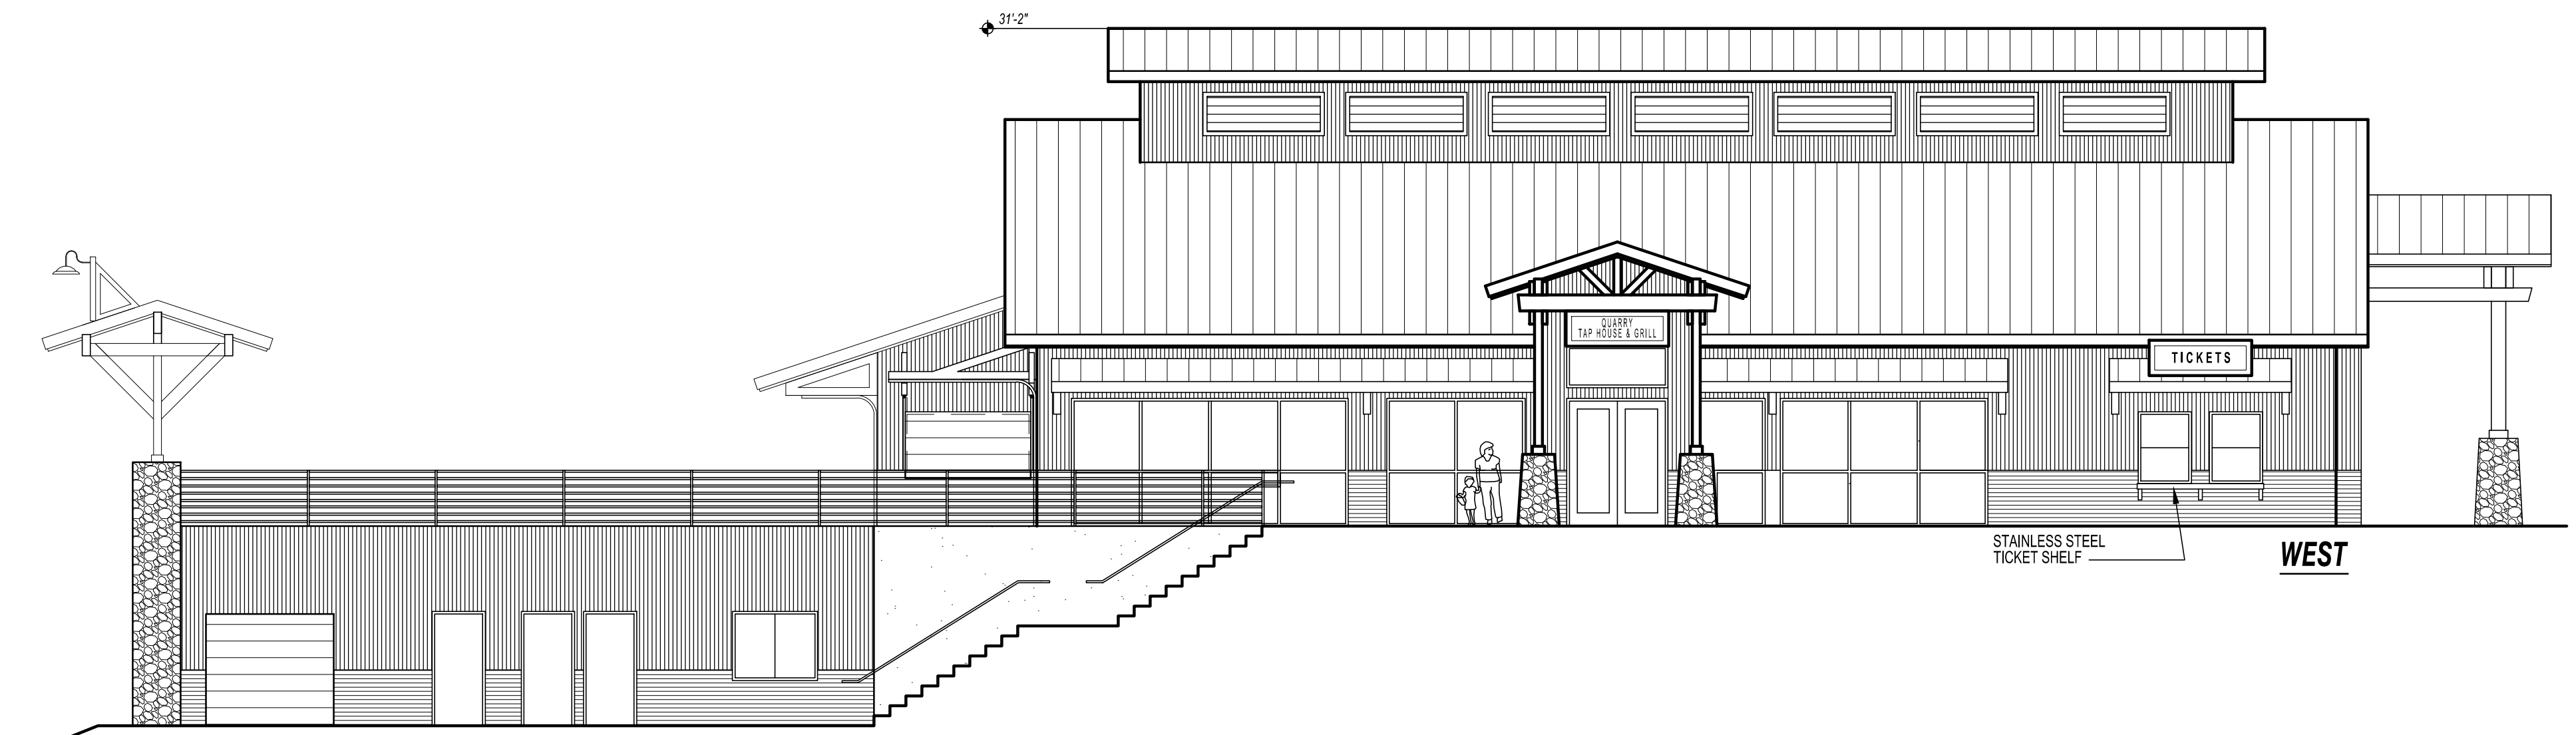 31'-2"
QUARRY
TAP HOUSE & GRILL
TICKETS
STAINLESS STEEL
TICKET SHELF
WEST